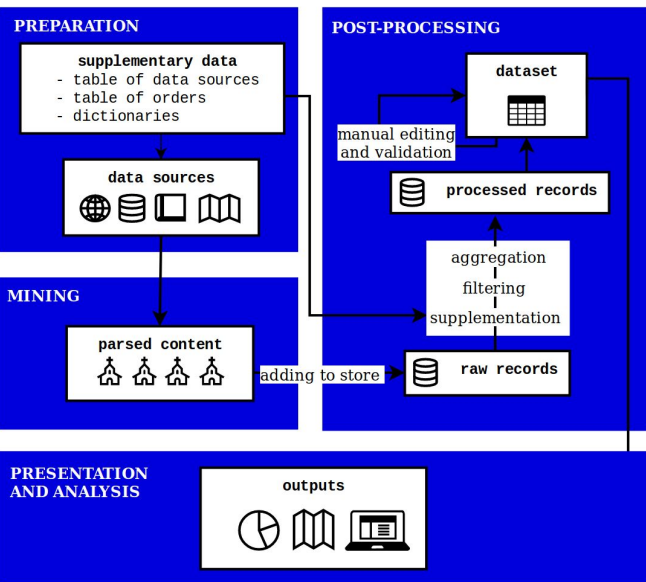 PREPARATION
supplementary data
- table of data sources
- table of orders
- dictionaries
data sources
MINING
parsed content
adding to store
POST-PROCESSING
dataset
manual editing
and validation
processed records
aggregation
filtering
supplementation
raw records
PRESENTATION
AND ANALYSIS
outputs